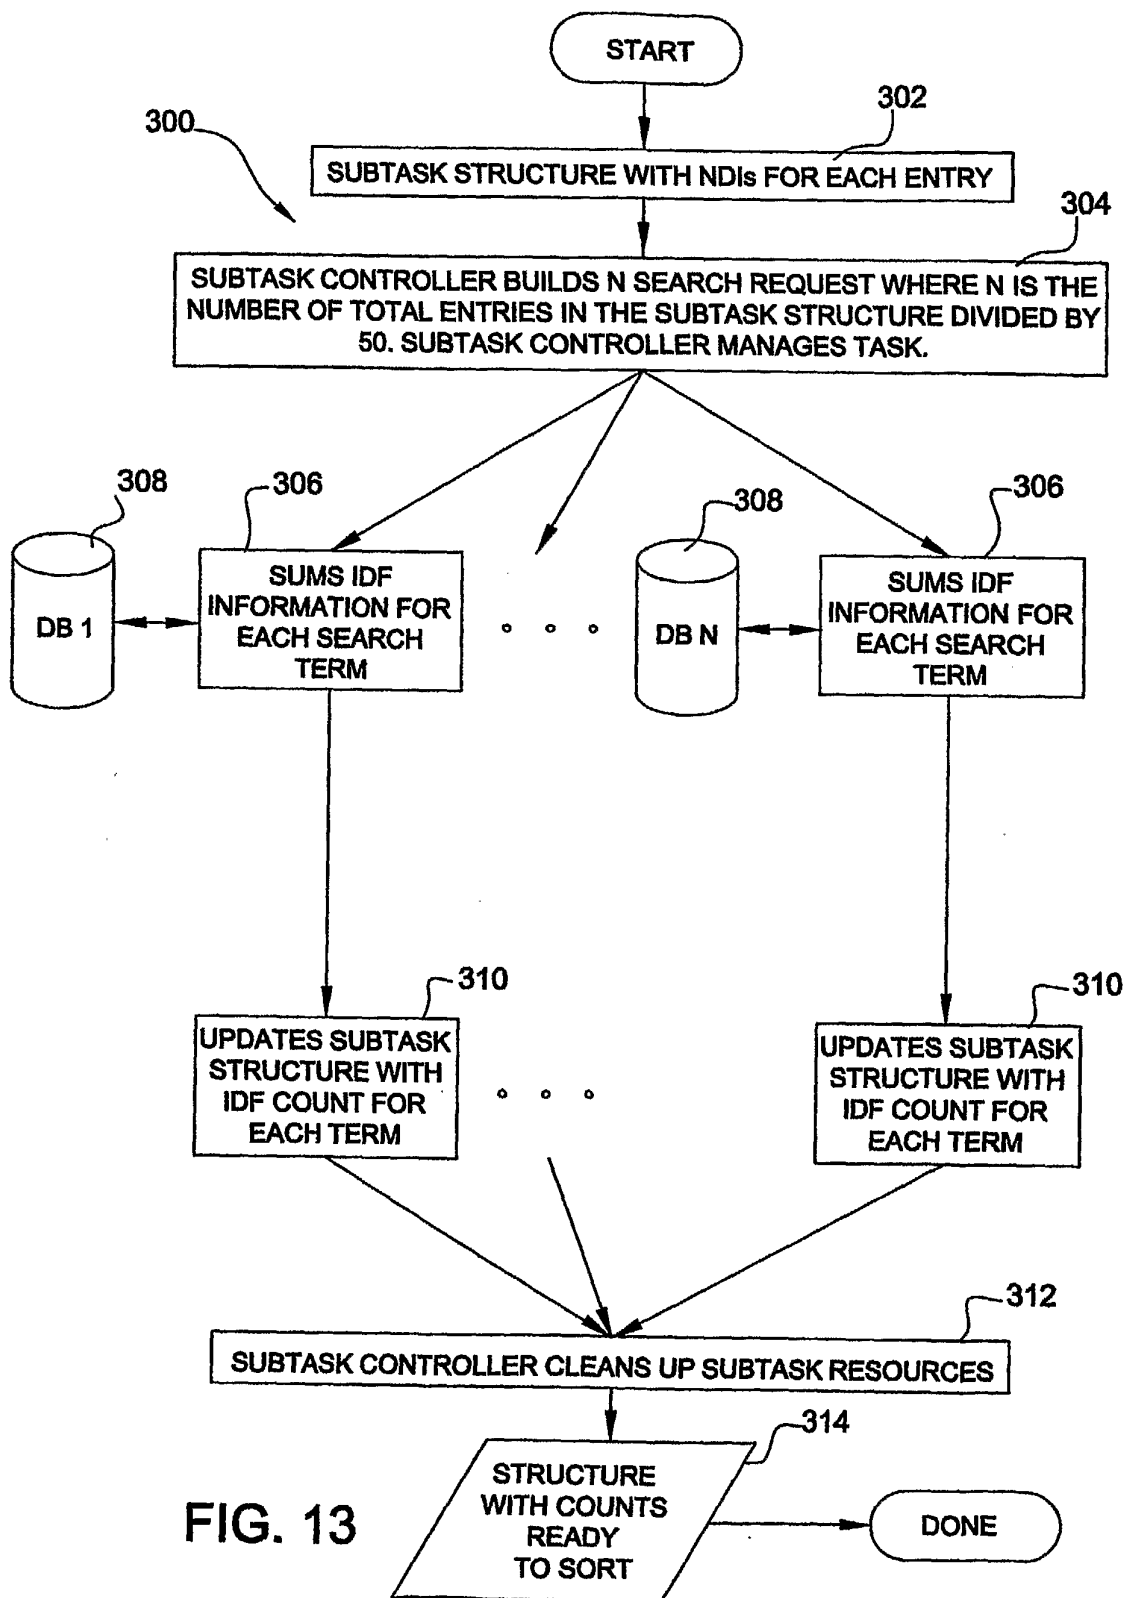 START
300
302
SUBTASK STRUCTURE WITH NDIs FOR EACH ENTRY
304
SUBTASK CONTROLLER BUILDS N SEARCH REQUEST WHERE N IS THE
NUMBER OF TOTAL ENTRIES IN THE SUBTASK STRUCTURE DIVIDED BY
50. SUBTASK CONTROLLER MANAGES TASK.
308
306
308
306
DB 1
SUMS IDF
INFORMATION FOR
EACH SEARCH
TERM
DB N
SUMS IDF
INFORMATION FOR
EACH SEARCH
TERM
310
310
UPDATES SUBTASK
STRUCTURE WITH
IDF COUNT FOR
EACH TERM
UPDATES SUBTASK
STRUCTURE WITH
IDF COUNT FOR
EACH TERM
312
SUBTASK CONTROLLER CLEANS UP SUBTASK RESOURCES
314
STRUCTURE
WITH COUNTS
READY
TO SORT
DONE
FIG. 13